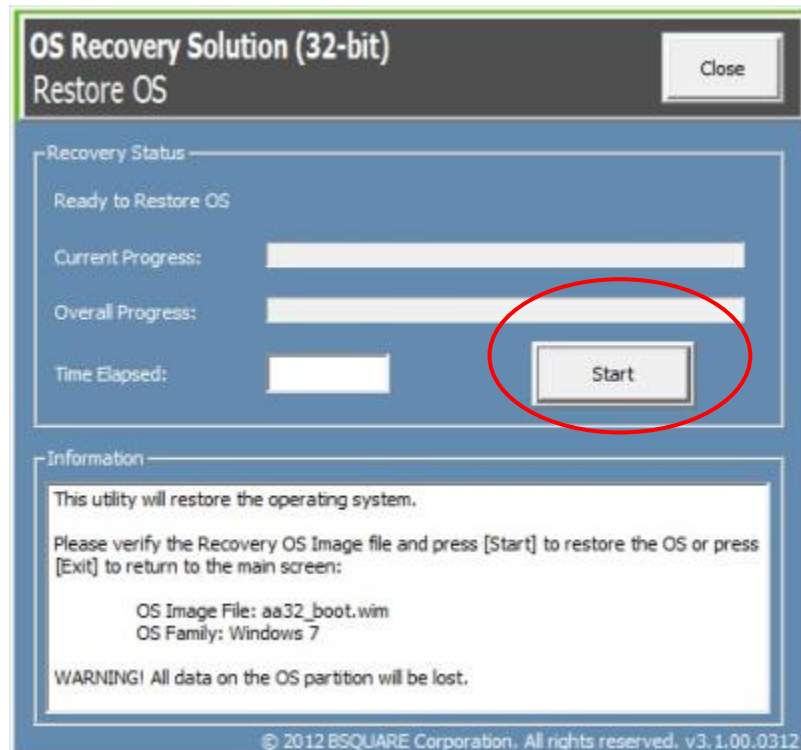 OS Recovery Solution (32-bit)
Restore OS
Close
Recovery Status
Ready to Restore OS
Current Progress:
Overall Progress:
Time Elapsed:
Start
Information
This utility will restore the operating system.
Please verify the Recovery OS Image file and press [Start] to restore the OS or press
[Exit] to return to the main screen:
OS Image File: aa32_boot.wim
OS Family: Windows 7
WARNING! All data on the OS partition will be lost.
© 2012 BSQUARE Corporation. All rights reserved. v3.1.00.0312